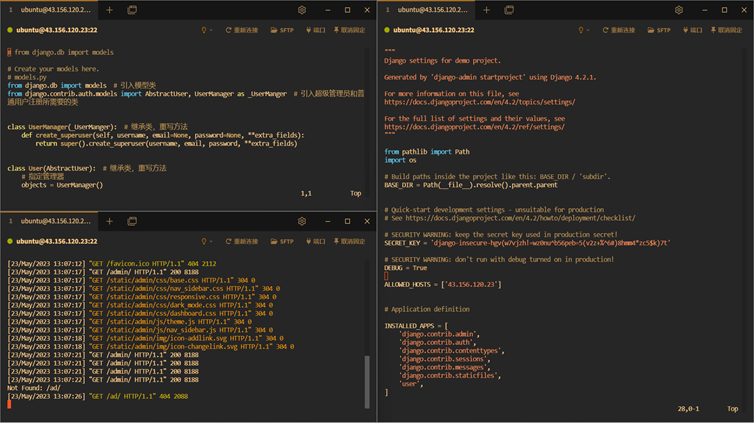 1 ubuntu@43.156.120.2...
ubuntu@43.156.120.23:22
重新连接 SFTP 端口 取消固定
# from django.db import models
# Create your models here.
# models.py
from django.db import models  # 引入模型类
from django.contrib.auth.models import AbstractUser, UserManager as _UserManger  # 引入超级管理员和普
通用户注册所需要的类
class UserManager(_UserManger):  # 继承类，重写方法
    def create_superuser(self, username, email=None, password=None, **extra_fields):
        return super().create_superuser(username, email, password, **extra_fields)
class User(AbstractUser):  # 继承类，重写方法
    # 指定管理器
    objects = UserManager()
1,1 Top
1 ubuntu@43.156.120.2...
ubuntu@43.156.120.23:22
重新连接 SFTP 端口 取消固定
[23/May/2023 13:07:12] "GET /favicon.ico HTTP/1.1" 404 2112
[23/May/2023 13:07:17] "GET /admin/ HTTP/1.1" 200 8188
[23/May/2023 13:07:17] "GET /static/admin/css/base.css HTTP/1.1" 304 0
[23/May/2023 13:07:17] "GET /static/admin/css/nav_sidebar.css HTTP/1.1" 304 0
[23/May/2023 13:07:17] "GET /static/admin/css/responsive.css HTTP/1.1" 304 0
[23/May/2023 13:07:17] "GET /static/admin/css/dark_mode.css HTTP/1.1" 304 0
[23/May/2023 13:07:17] "GET /static/admin/css/dashboard.css HTTP/1.1" 304 0
[23/May/2023 13:07:17] "GET /static/admin/js/theme.js HTTP/1.1" 304 0
[23/May/2023 13:07:17] "GET /static/admin/js/nav_sidebar.js HTTP/1.1" 304 0
[23/May/2023 13:07:18] "GET /static/admin/img/icon-addlink.svg HTTP/1.1" 304 0
[23/May/2023 13:07:18] "GET /static/admin/img/icon-changelink.svg HTTP/1.1" 304 0
[23/May/2023 13:07:21] "GET /admin/ HTTP/1.1" 200 8188
[23/May/2023 13:07:21] "GET /admin/ HTTP/1.1" 200 8188
[23/May/2023 13:07:22] "GET /admin/ HTTP/1.1" 200 8188
Not Found: /ad/
[23/May/2023 13:07:26] "GET /ad/ HTTP/1.1" 404 2088
1 ubuntu@43.156.120.2...
ubuntu@43.156.120.23:22
重新连接 SFTP 端口 取消固定
"""
Django settings for demo project.
Generated by 'django-admin startproject' using Django 4.2.1.
For more information on this file, see
https://docs.djangoproject.com/en/4.2/topics/settings/
For the full list of settings and their values, see
https://docs.djangoproject.com/en/4.2/ref/settings/
"""
from pathlib import Path
import os
# Build paths inside the project like this: BASE_DIR / 'subdir'.
BASE_DIR = Path(__file__).resolve().parent.parent
# Quick-start development settings - unsuitable for production
# See https://docs.djangoproject.com/en/4.2/howto/deployment/checklist/
# SECURITY WARNING: keep the secret key used in production secret!
SECRET_KEY =
# SECURITY WARNING: don't run with debug turned on in production!
DEBUG = True
ALLOWED_HOSTS = ['43.156.120.23']
# Application definition
INSTALLED_APPS = [
    'django.contrib.admin',
    'django.contrib.auth',
    'django.contrib.contenttypes',
    'django.contrib.sessions',
    'django.contrib.messages',
    'django.contrib.staticfiles',
    'user',
]
28,0-1 Top